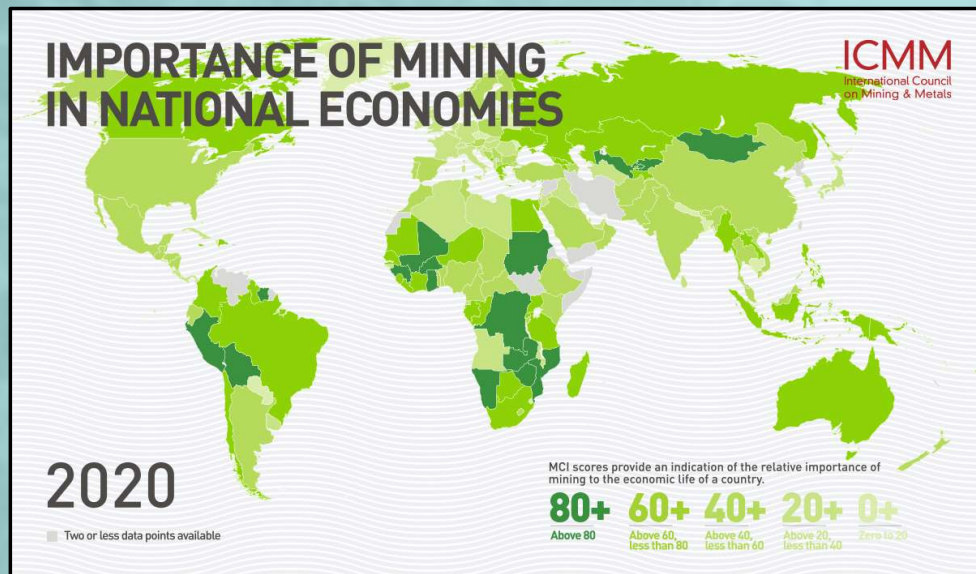 IMPORTANCE OF MINING
IN NATIONAL ECONOMIES
ICMM
International Council
on Mining & Metals
2020
Two or less data points available
MCI scores provide an indication of the relative importance of
mining to the economic life of a country.
80+ 60+ 40+ 20+ 0+
Above 80 Above 60, Above 40, Above 20, Zero to 20
less than 80 less than 60 less than 40